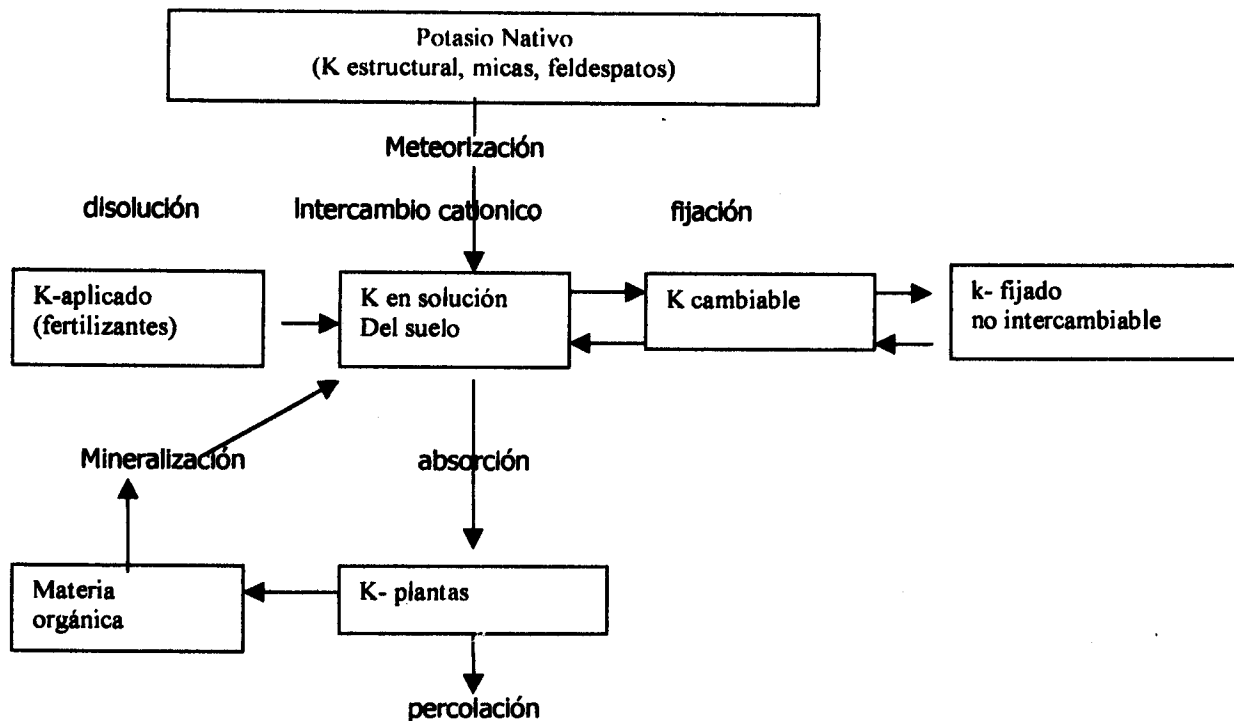 Potasio Nativo
(K estructural, micas, feldespatos)
Meteorización
disolución
Intercambio cationico
fijación
K-aplicado
(fertilizantes)
K en solución
Del suelo
K cambiable
k- fijado
no intercambiable
Mineralización
absorción
Materia
orgánica
K- plantas
percolación